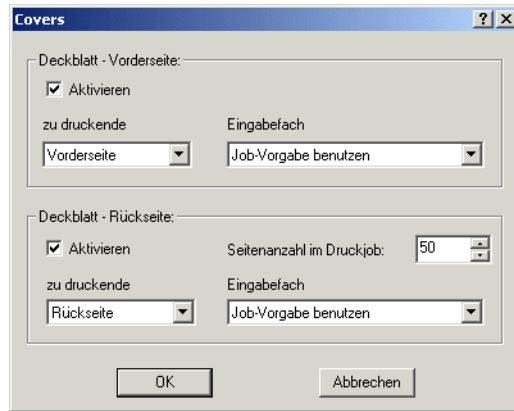 Covers
Deckblatt - Vorderseite:
Aktivieren
zu druckende Eingabefach
Vorderseite Job-Vorgabe benutzen
Deckblatt - Rückseite:
Aktivieren Seitenanzahl im Druckjob: 50
zu druckende Eingabefach
Rückseite Job-Vorgabe benutzen
OK Abbrechen